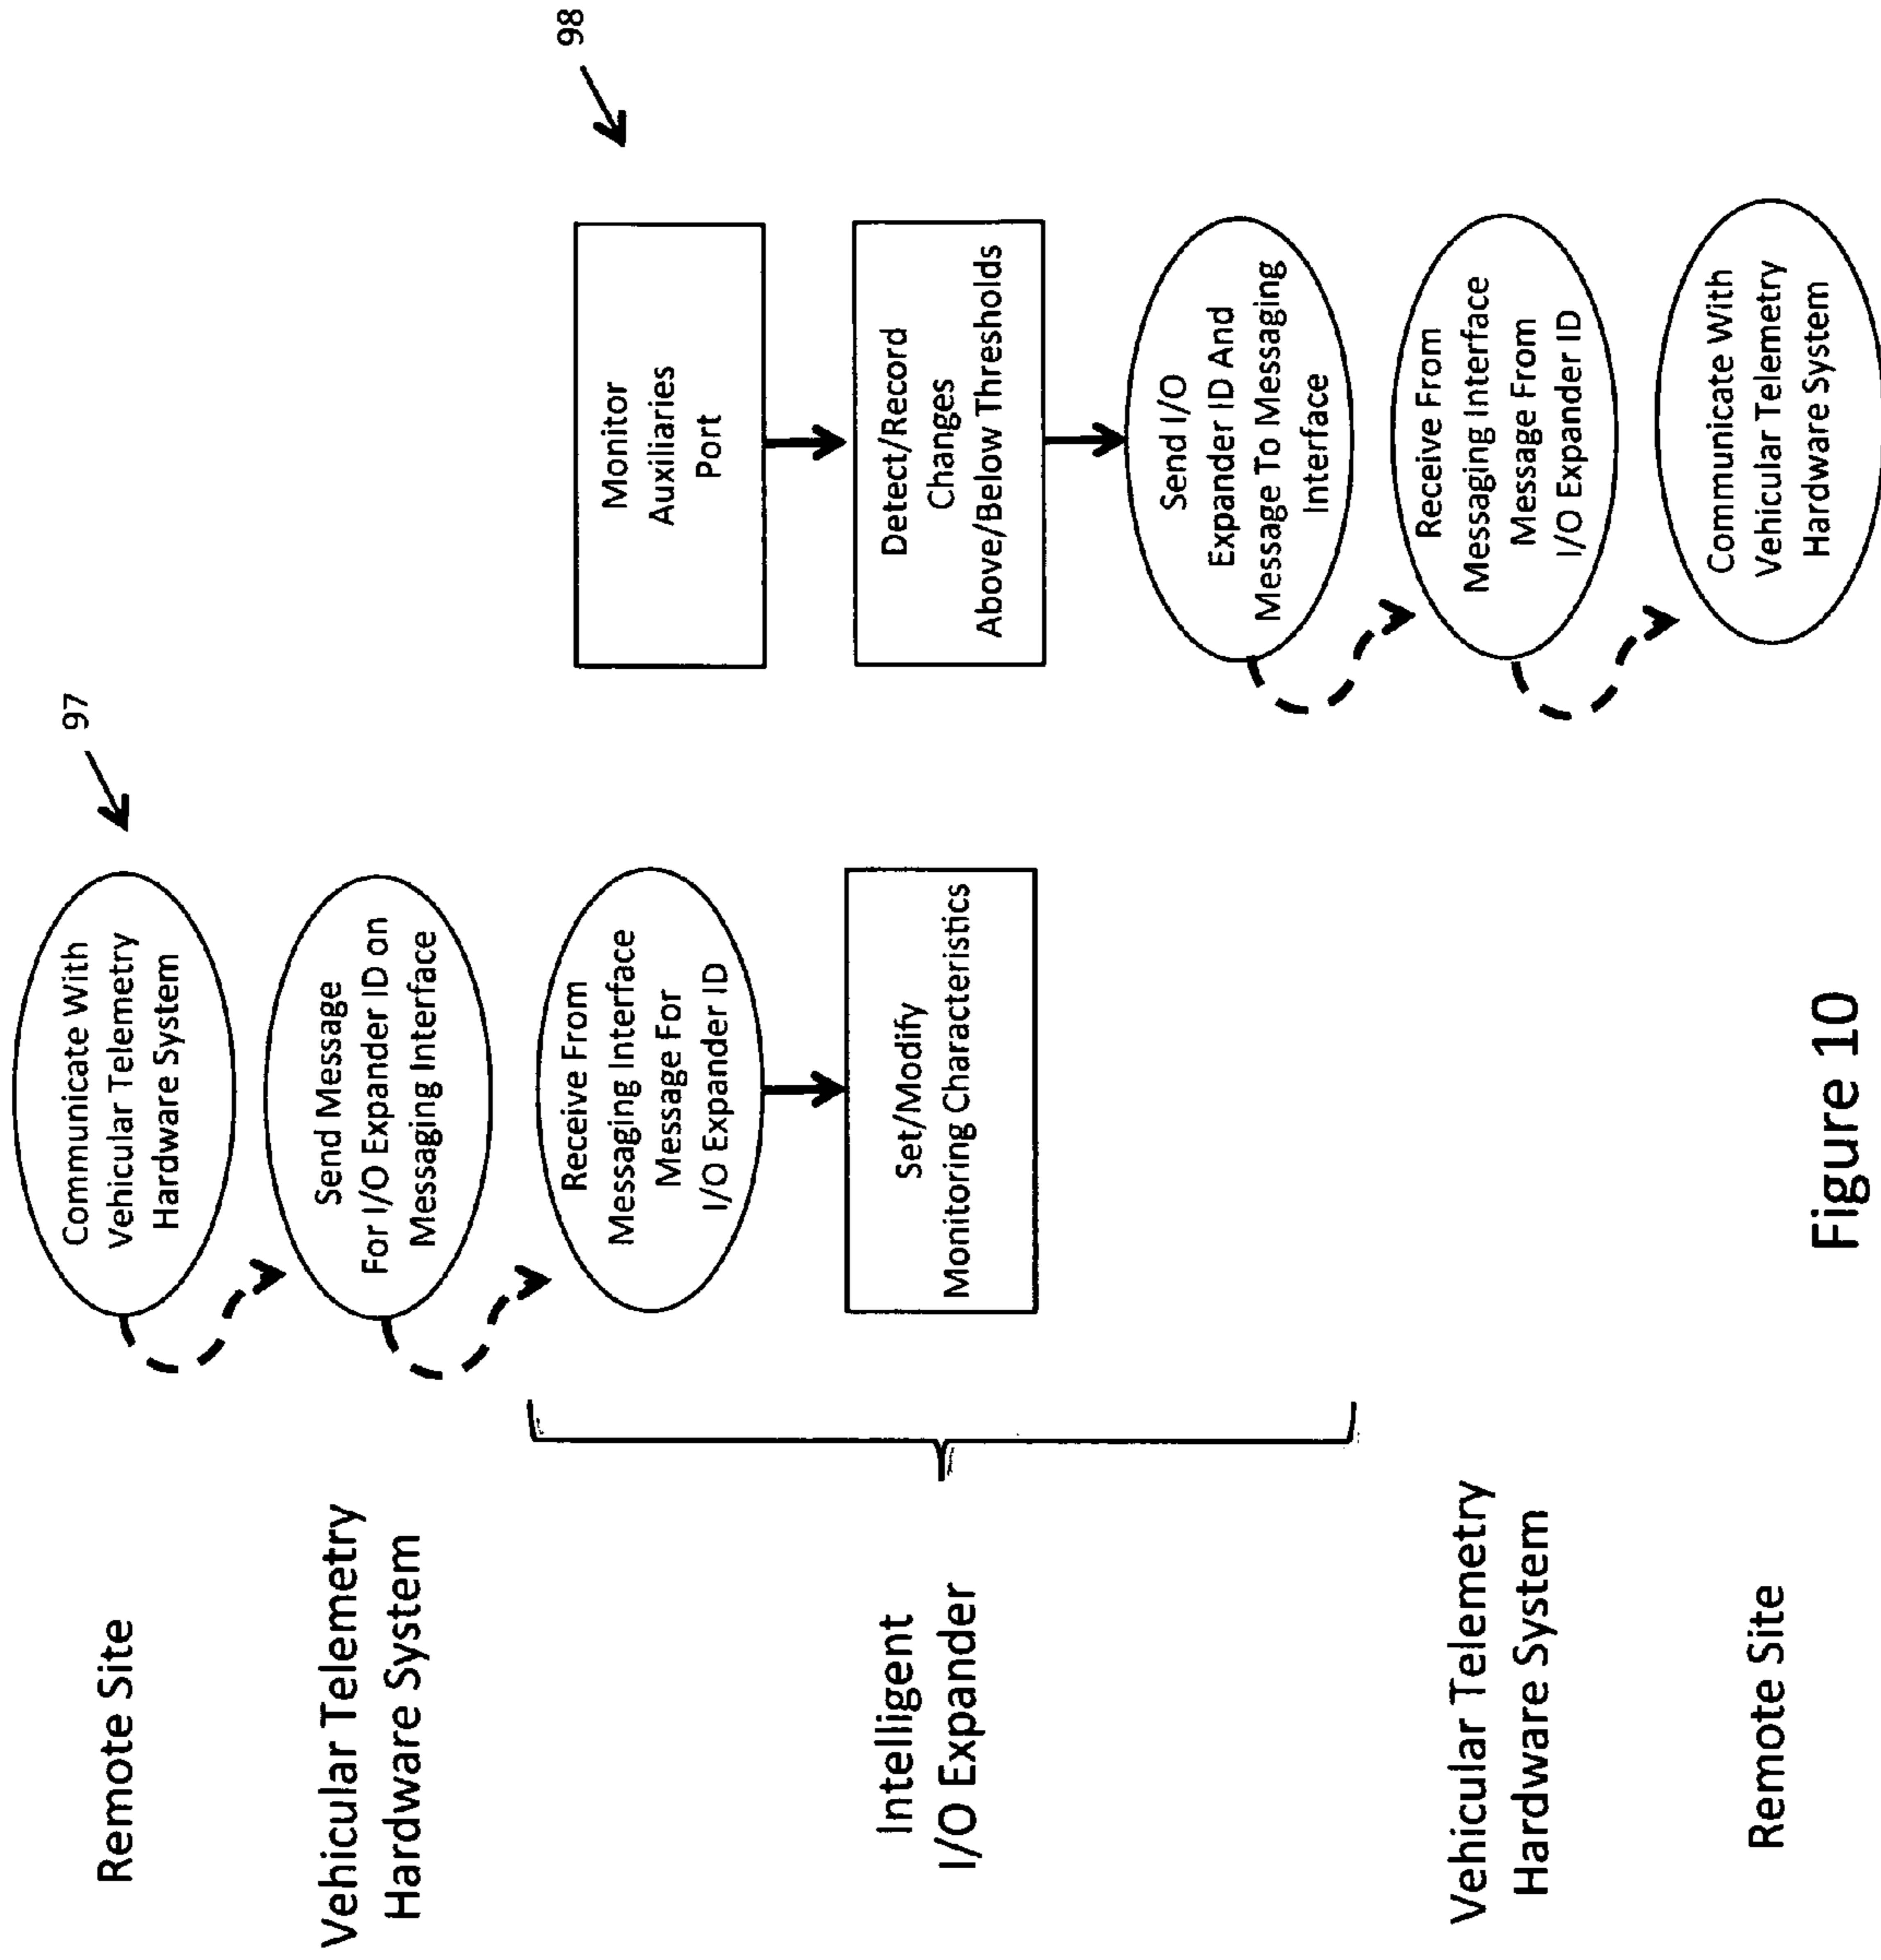 Remote Site
Vehicular Telemetry
Hardware System
Intelligent
I/O Expander
Vehicular Telemetry
Hardware System
Remote Site
97
Communicate With
Vehicular Telemetry
Hardware System
Send Message
For I/O Expander ID on
Messaging Interface
Receive From
Messaging Interface
Message For
I/O Expander ID
Set/Modify
Monitoring Characteristics
98
Monitor
Auxiliaries
Port
Detect/Record
Changes
Above/Below Thresholds
Send I/O
Expander ID And
Message To Messaging
Interface
Receive From
Messaging Interface
Message From
I/O Expander ID
Communicate With
Vehicular Telemetry
Hardware System
Figure 10